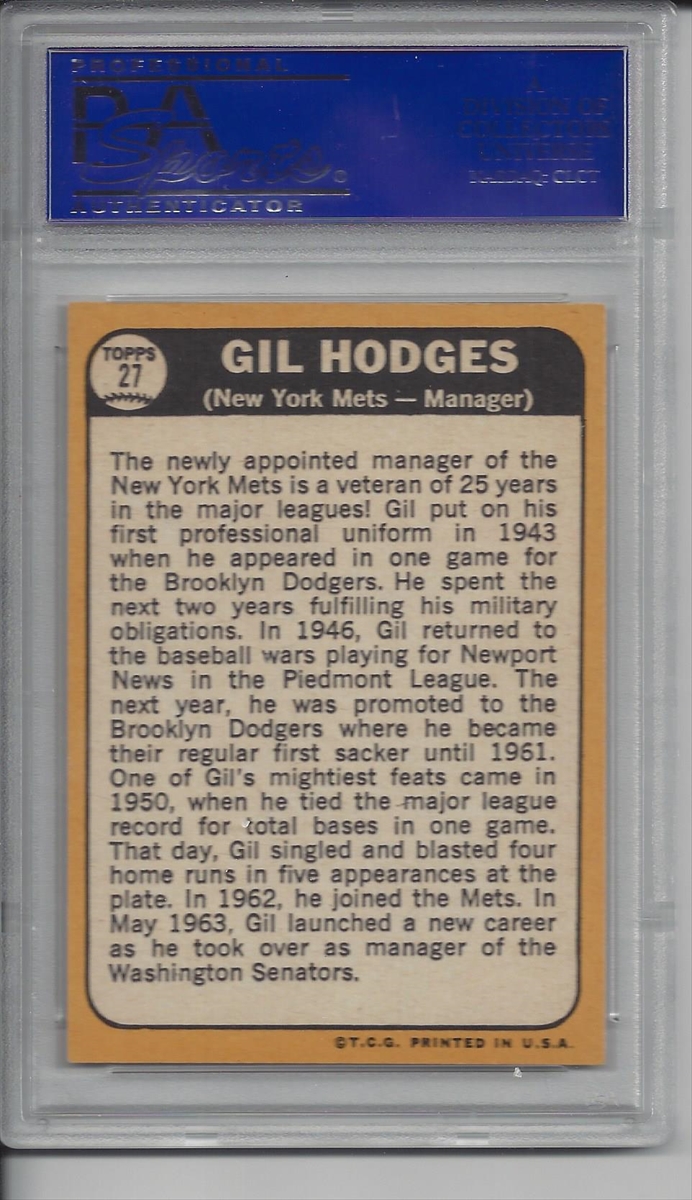 PROFESSIONAL
PSA
Sports®
AUTHENTICATOR
A
DIVISION OF
COLLECTORS
UNIVERSE
NASDAQ: CLCT
TOPPS
27
GIL HODGES
(New York Mets — Manager)
The newly appointed manager of the
New York Mets is a veteran of 25 years
in the major leagues! Gil put on his
first professional uniform in 1943
when he appeared in one game for
the Brooklyn Dodgers. He spent the
next two years fulfilling his military
obligations. In 1946, Gil returned to
the baseball wars playing for Newport
News in the Piedmont League. The
next year, he was promoted to the
Brooklyn Dodgers where he became
their regular first sacker until 1961.
One of Gil's mightiest feats came in
1950, when he tied the major league
record for total bases in one game.
That day, Gil singled and blasted four
home runs in five appearances at the
plate. In 1962, he joined the Mets. In
May 1963, Gil launched a new career
as he took over as manager of the
Washington Senators.
©T.C.G. PRINTED IN U.S.A.